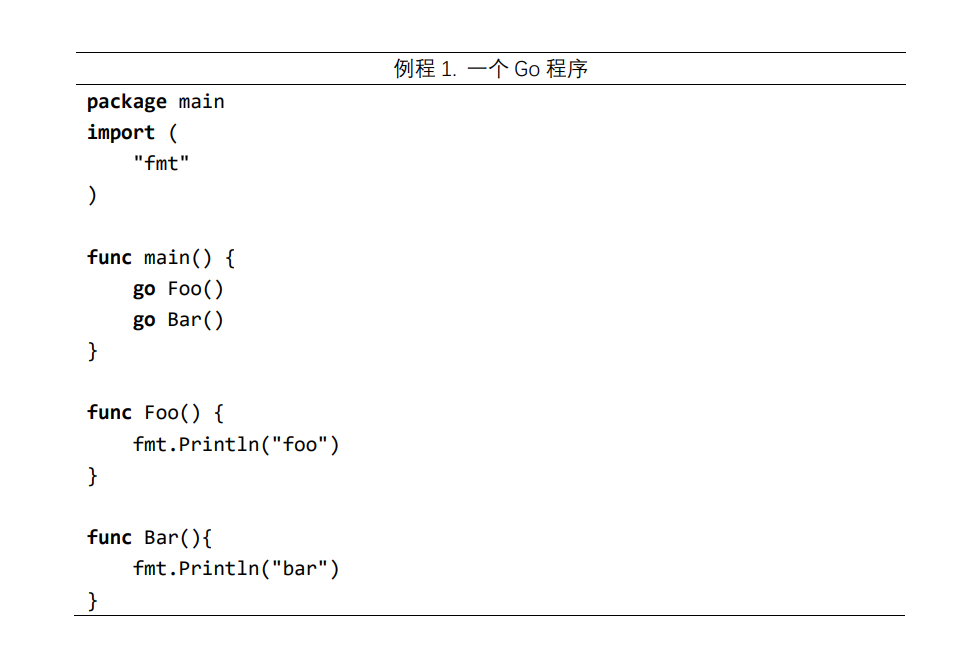 例程 1. 一个 Go 程序
package main
import (
    "fmt"
)

func main() {
    go Foo()
    go Bar()
}

func Foo() {
    fmt.Println("foo")
}

func Bar(){
    fmt.Println("bar")
}